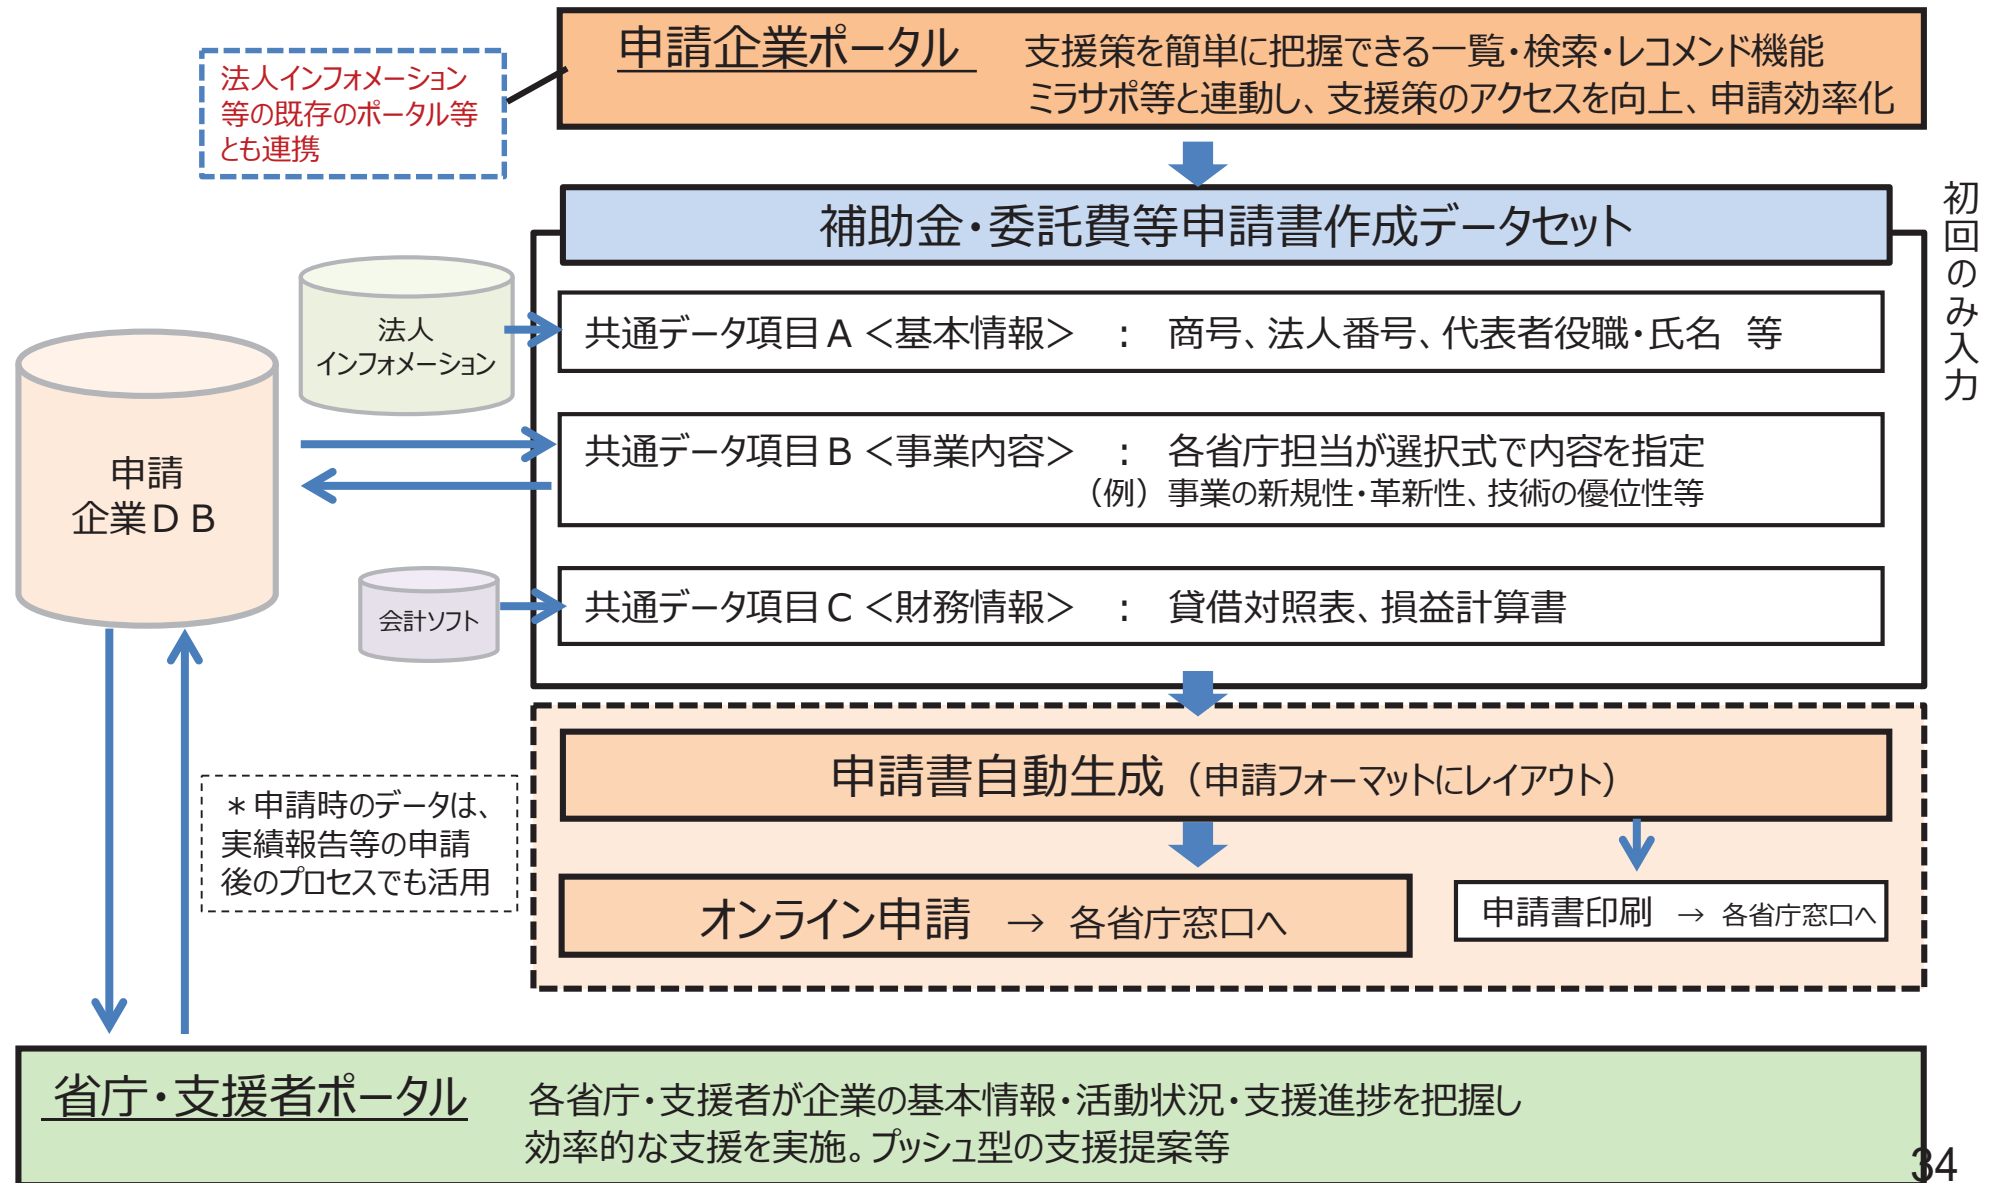 申請企業ポータル 支援策を簡単に把握できる一覧・検索・レコメンド機能
ミラサポ等と連動し、支援策のアクセスを向上、申請効率化
法人インフォメーション
等の既存のポータル等
とも連携
補助金・委託費等申請書作成データセット
初回のみ入力
法人
インフォメーション
共通データ項目A<基本情報> : 商号、法人番号、代表者役職・氏名 等
申請
企業DB
共通データ項目B<事業内容> : 各省庁担当が選択式で内容を指定
(例)事業の新規性・革新性、技術の優位性等
会計ソフト
共通データ項目C<財務情報> : 貸借対照表、損益計算書
申請書自動生成(申請フォーマットにレイアウト)
*申請時のデータは、
実績報告等の申請
後のプロセスでも活用
オンライン申請 → 各省庁窓口へ
申請書印刷 → 各省庁窓口へ
省庁・支援者ポータル 各省庁・支援者が企業の基本情報・活動状況・支援進捗を把握し
効率的な支援を実施。プッシュ型の支援提案等
34